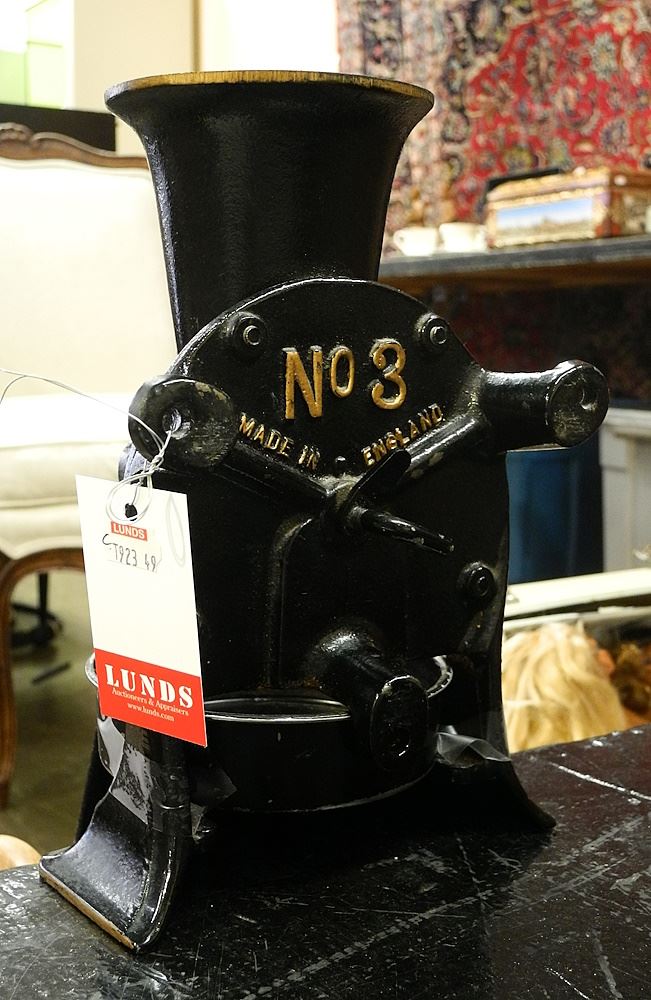 No 3
MADE IN ENGLAND
LUNDS
T923 49
LUNDS
Auctioneers & Appraisers
www.lunds.com